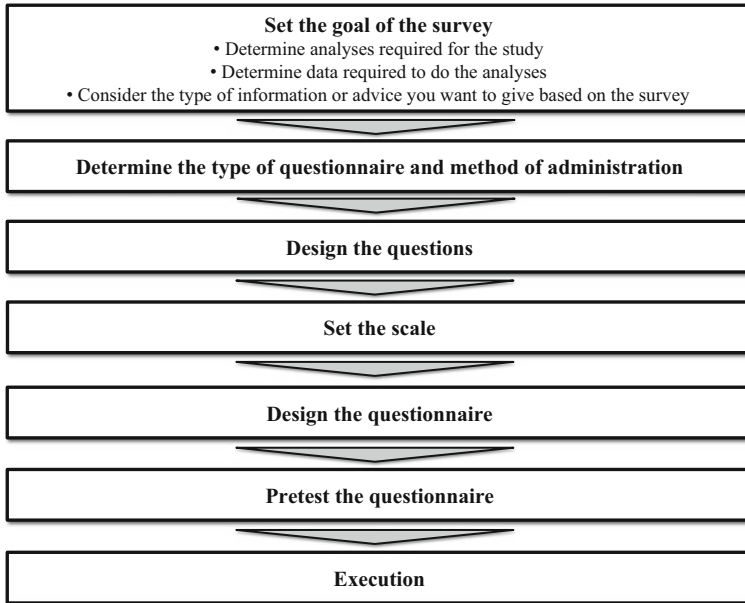 Set the goal of the survey
• Determine analyses required for the study
• Determine data required to do the analyses
• Consider the type of information or advice you want to give based on the survey
Determine the type of questionnaire and method of administration
Design the questions
Set the scale
Design the questionnaire
Pretest the questionnaire
Execution